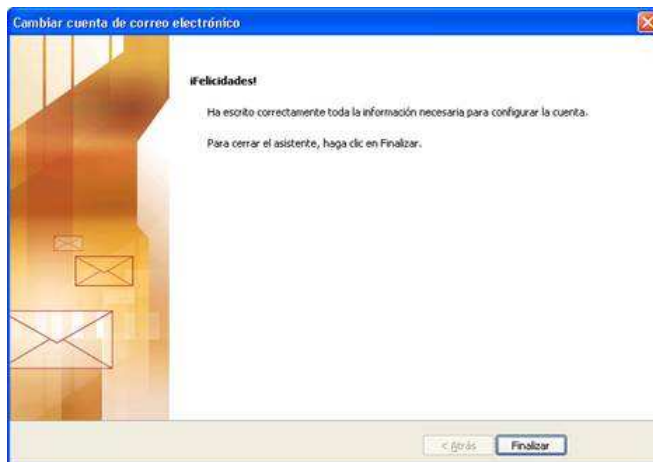 Cambiar cuenta de correo electrónico
¡Felicidades!
Ha escrito correctamente toda la información necesaria para configurar la cuenta.
Para cerrar el asistente, haga clic en Finalizar.
< Atrás Finalizar